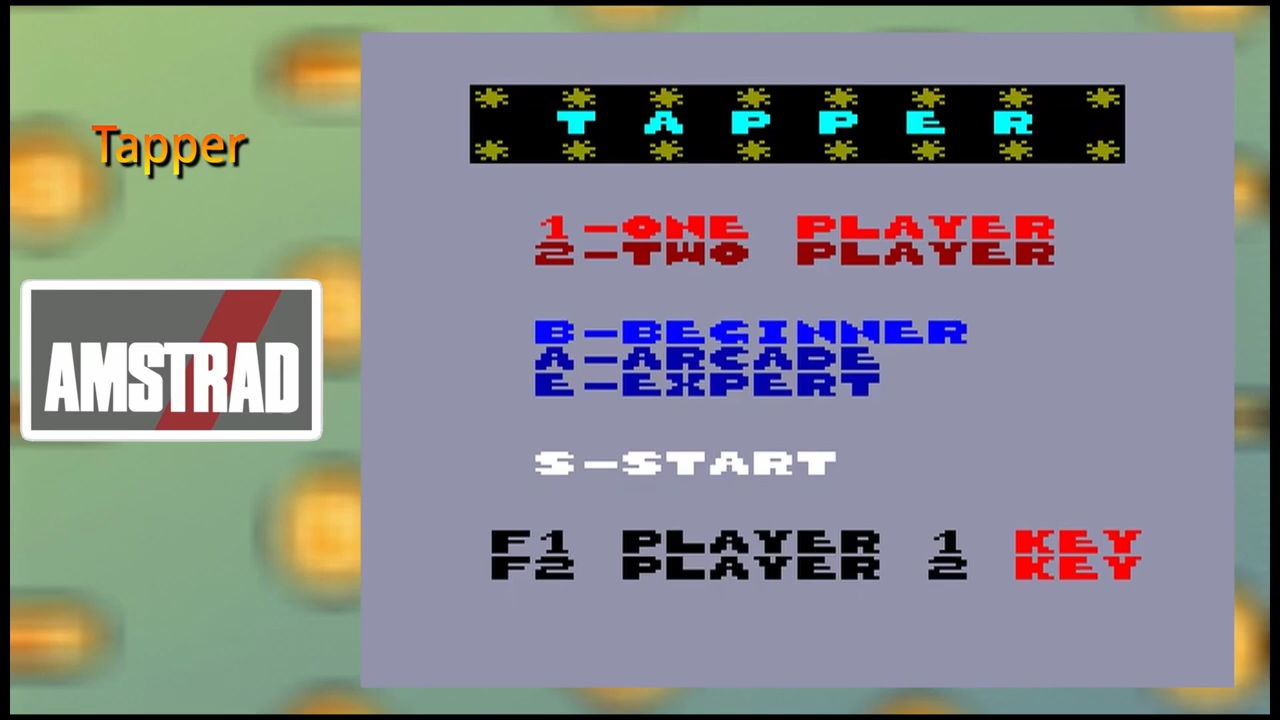 Tapper
AMSTRAD
TAPPER
1-ONE PLAYER
2-TWO PLAYER
B-BEGINNER
A-ARCADE
E-EXPERT
S-START
F1 PLAYER 1 KEY
F2 PLAYER 2 KEY